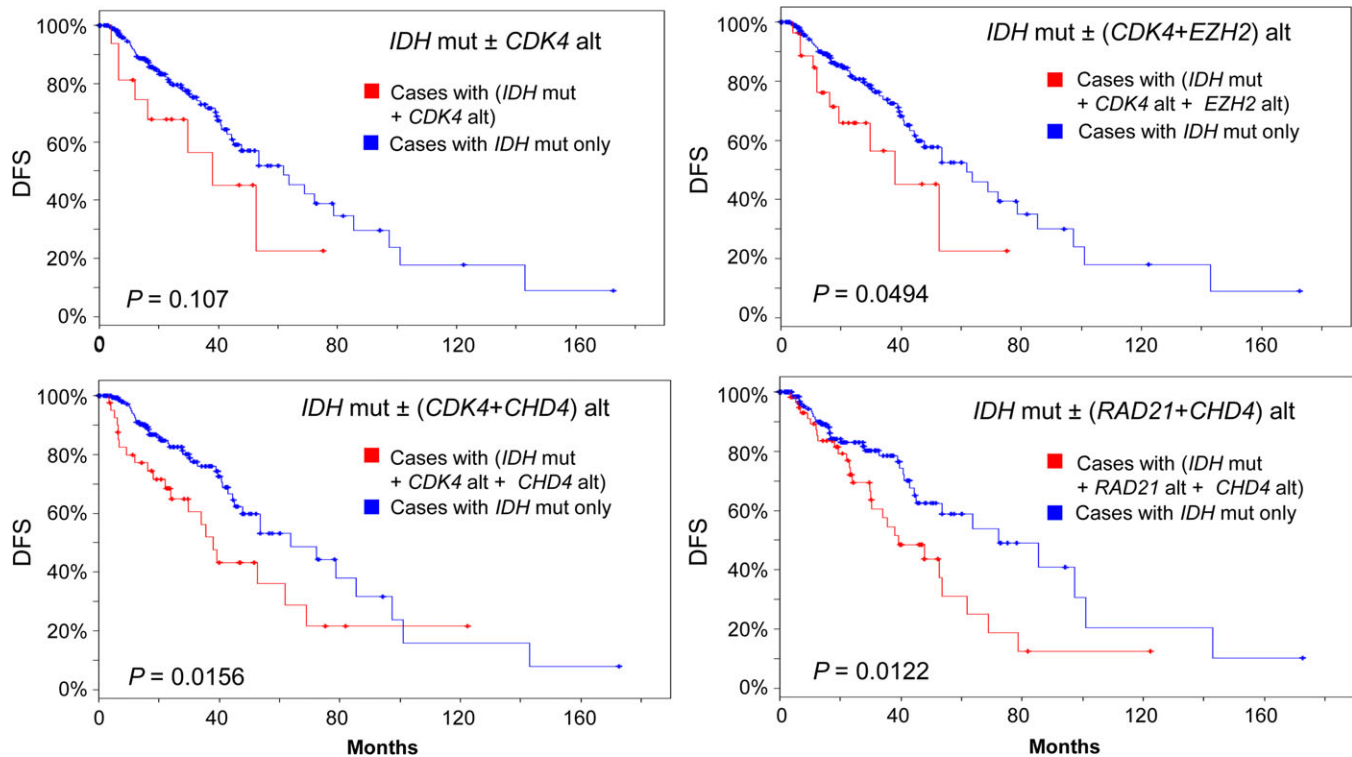 IDH mut ± CDK4 alt
Cases with (IDH mut
+ CDK4 alt)
Cases with IDH mut only
DFS
100%
80%
60%
40%
20%
0%
P = 0.107
0
40
80
120
160
IDH mut ± (CDK4+EZH2) alt
Cases with (IDH mut
+ CDK4 alt + EZH2 alt)
Cases with IDH mut only
DFS
100%
80%
60%
40%
20%
0%
P = 0.0494
0
40
80
120
160
IDH mut ± (CDK4+CHD4) alt
Cases with (IDH mut
+ CDK4 alt + CHD4 alt)
Cases with IDH mut only
DFS
100%
80%
60%
40%
20%
0%
P = 0.0156
0
40
80
120
160
Months
IDH mut ± (RAD21+CHD4) alt
Cases with (IDH mut
+ RAD21 alt + CHD4 alt)
Cases with IDH mut only
DFS
100%
80%
60%
40%
20%
0%
P = 0.0122
0
40
80
120
160
Months